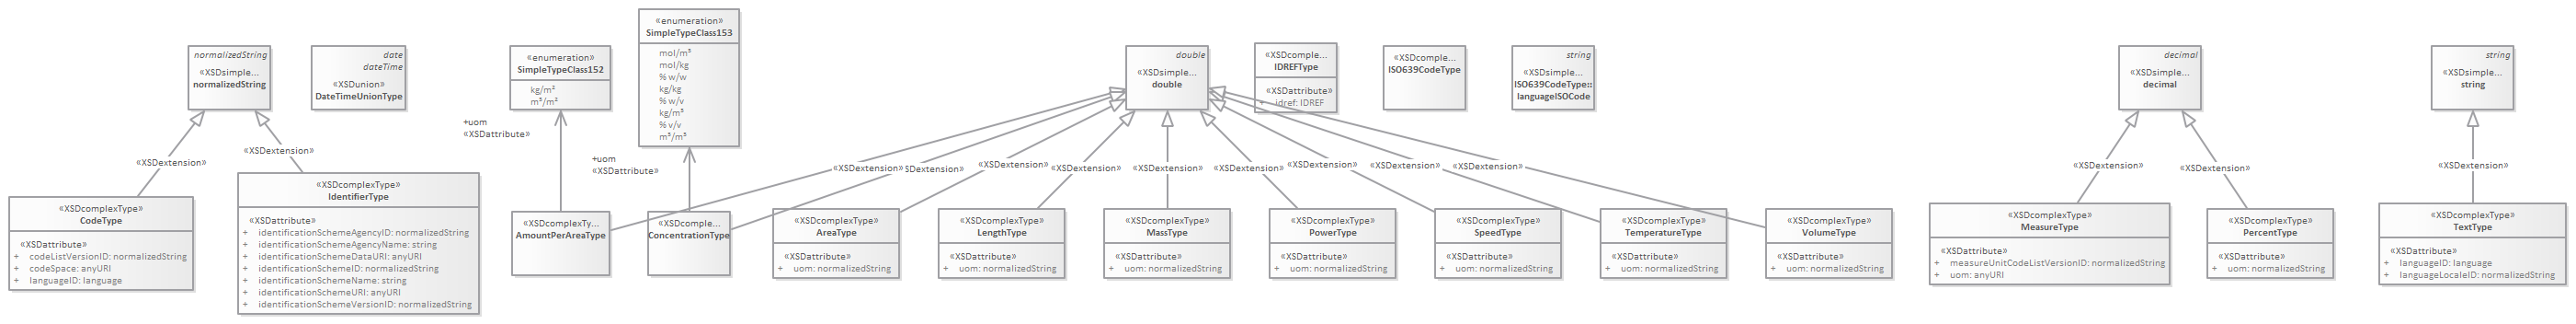 normalizedString
«XSDsimple...
normalizedString
date
dateTime
«XSDunion»
DateTimeUnionType
«enumeration»
SimpleTypeClass152
kg/m²
m³/m²
«enumeration»
SimpleTypeClass153
mol/m³
mol/kg
% w/w
kg/kg
% w/v
kg/m³
% v/v
m³/m³
double
«XSDsimple...
double
«XSDcomple...
IDREFType
«XSDattribute»
+ idref: IDREF
«XSDcomple...
ISO639CodeType
string
«XSDsimple...
ISO639CodeType::
languageISOCode
decimal
«XSDsimple...
decimal
string
«XSDsimple...
string
+uom
«XSDattribute»
+uom
«XSDattribute»
«XSDextension»
«XSDextension»
«XSDextension»
SDextension»
«XSDextension»
«XSDextension»
«XSDextension»
«XSDextension»
«XSDextension»
«XSDextension»
«XSDextension»
«XSDextension»
«XSDextension»
«XSDextension»
«XSDcomplexType»
CodeType
«XSDattribute»
+ codeListVersionID: normalizedString
+ codeSpace: anyURI
+ languageID: language
«XSDcomplexType»
IdentifierType
«XSDattribute»
+ identificationSchemeAgencyID: normalizedString
+ identificationSchemeAgencyName: string
+ identificationSchemeDataURI: anyURI
+ identificationSchemeID: normalizedString
+ identificationSchemeName: string
+ identificationSchemeURI: anyURI
+ identificationSchemeVersionID: normalizedString
«XSDcomplexTy...
AmountPerAreaType
«XSDcomple...
ConcentrationType
«XSDcomplexType»
AreaType
«XSDattribute»
+ uom: normalizedString
«XSDcomplexType»
LengthType
«XSDattribute»
+ uom: normalizedString
«XSDcomplexType»
MassType
«XSDattribute»
+ uom: normalizedString
«XSDcomplexType»
PowerType
«XSDattribute»
+ uom: normalizedString
«XSDcomplexType»
SpeedType
«XSDattribute»
+ uom: normalizedString
«XSDcomplexType»
TemperatureType
«XSDattribute»
+ uom: normalizedString
«XSDcomplexType»
VolumeType
«XSDattribute»
+ uom: normalizedString
«XSDcomplexType»
MeasureType
«XSDattribute»
+ measureUnitCodeListVersionID: normalizedString
+ uom: anyURI
«XSDcomplexType»
PercentType
«XSDattribute»
+ uom: normalizedString
«XSDcomplexType»
TextType
«XSDattribute»
+ languageID: language
+ languageLocaleID: normalizedString